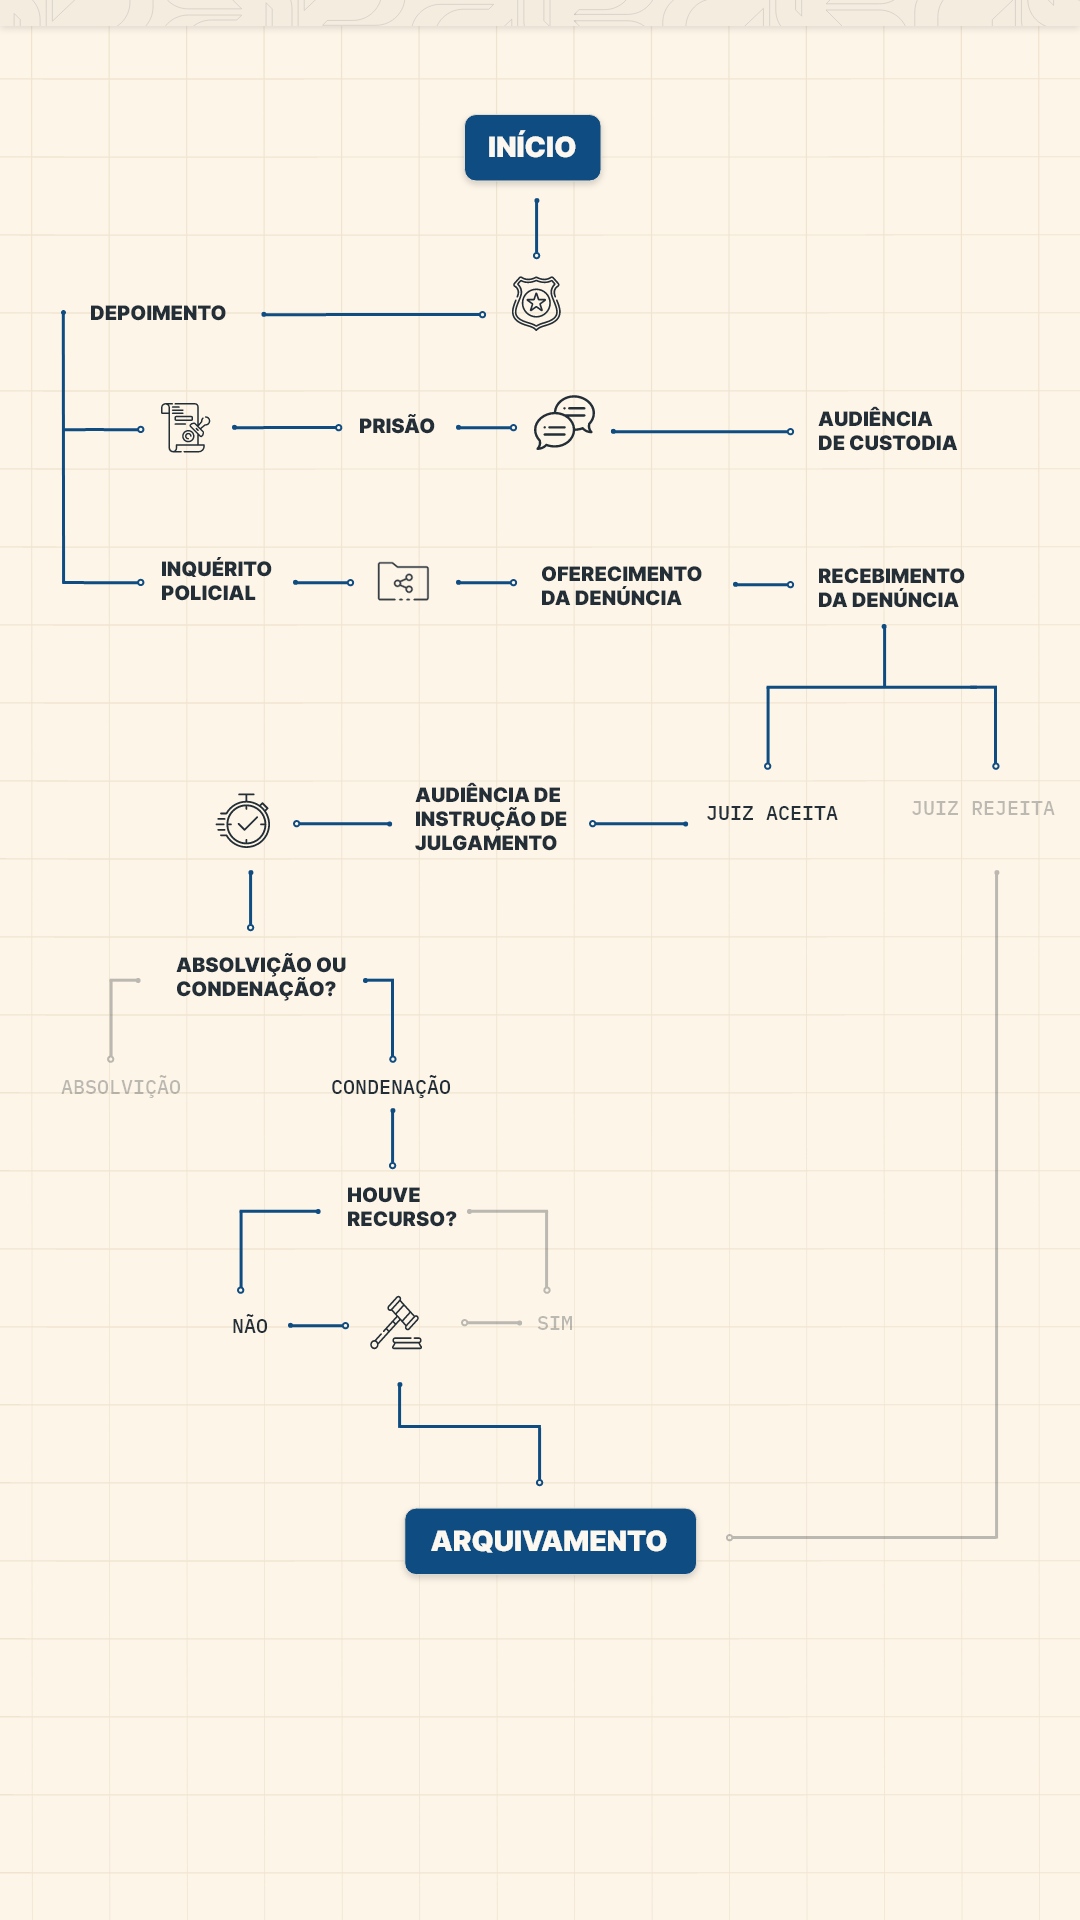 INÍCIO
DEPOIMENTO
PRISÃO
AUDIÊNCIA
DE CUSTODIA
INQUÉRITO
POLICIAL
OFERECIMENTO
DA DENÚNCIA
RECEBIMENTO
DA DENÚNCIA
JUIZ ACEITA
JUIZ REJEITA
AUDIÊNCIA DE
INSTRUÇÃO DE
JULGAMENTO
ABSOLVIÇÃO OU
CONDENAÇÃO?
ABSOLVIÇÃO
CONDENAÇÃO
HOUVE
RECURSO?
NÃO
SIM
ARQUIVAMENTO